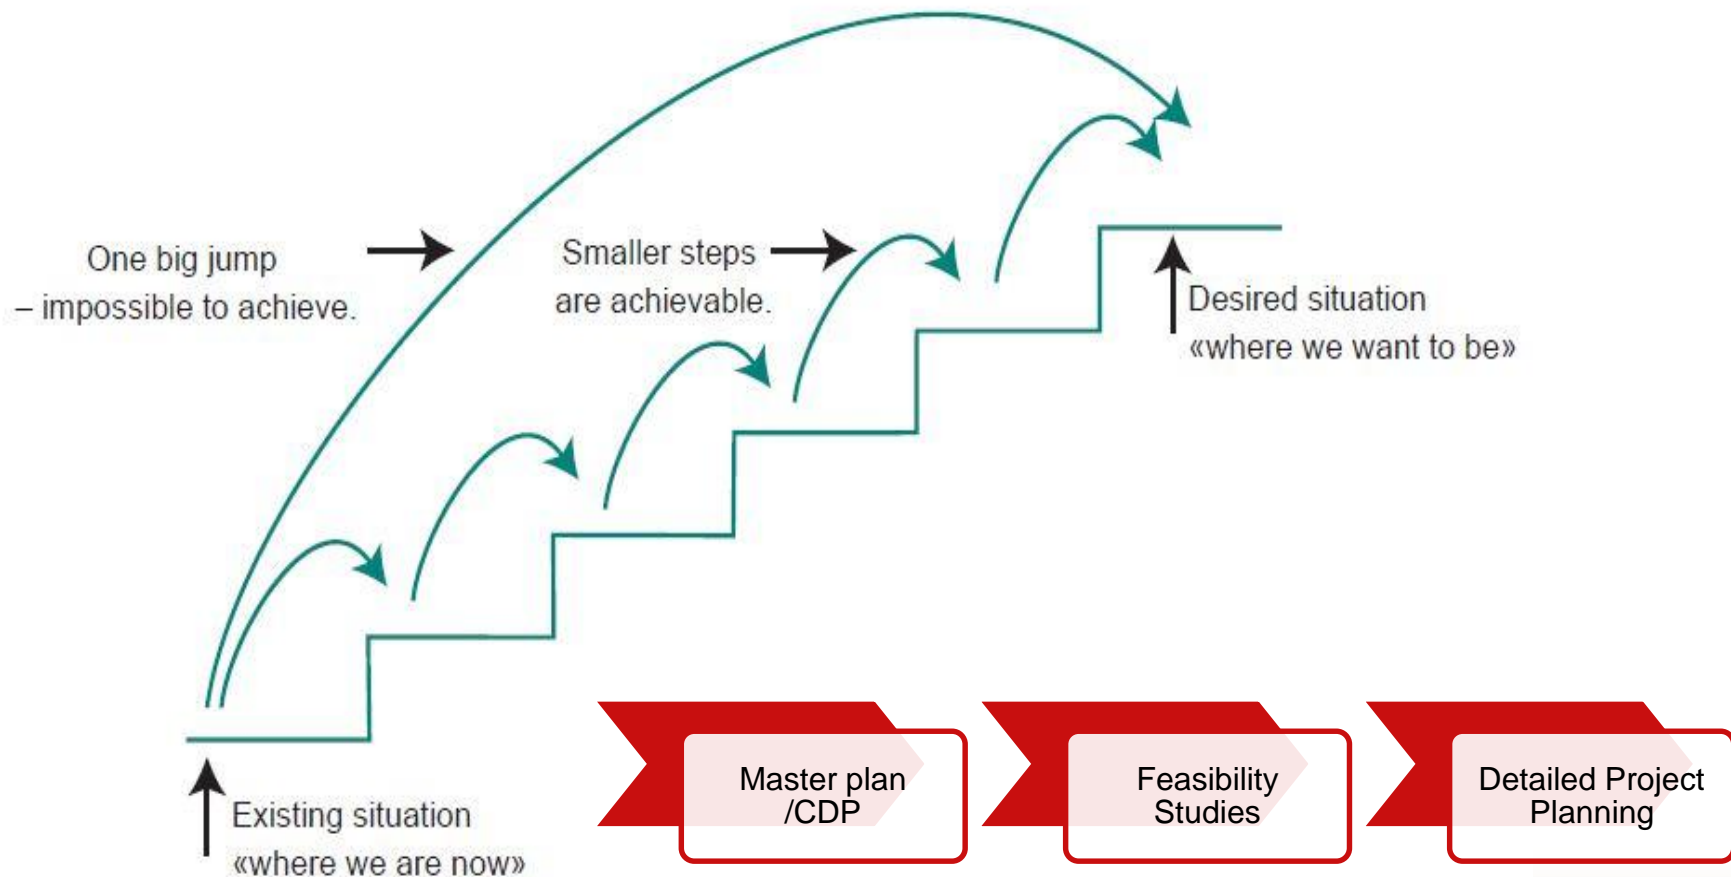 One big jump
– impossible to achieve.
Smaller steps
are achievable.
Desired situation
«where we want to be»
Existing situation
«where we are now»
Master plan
/CDP
Feasibility
Studies
Detailed Project
Planning